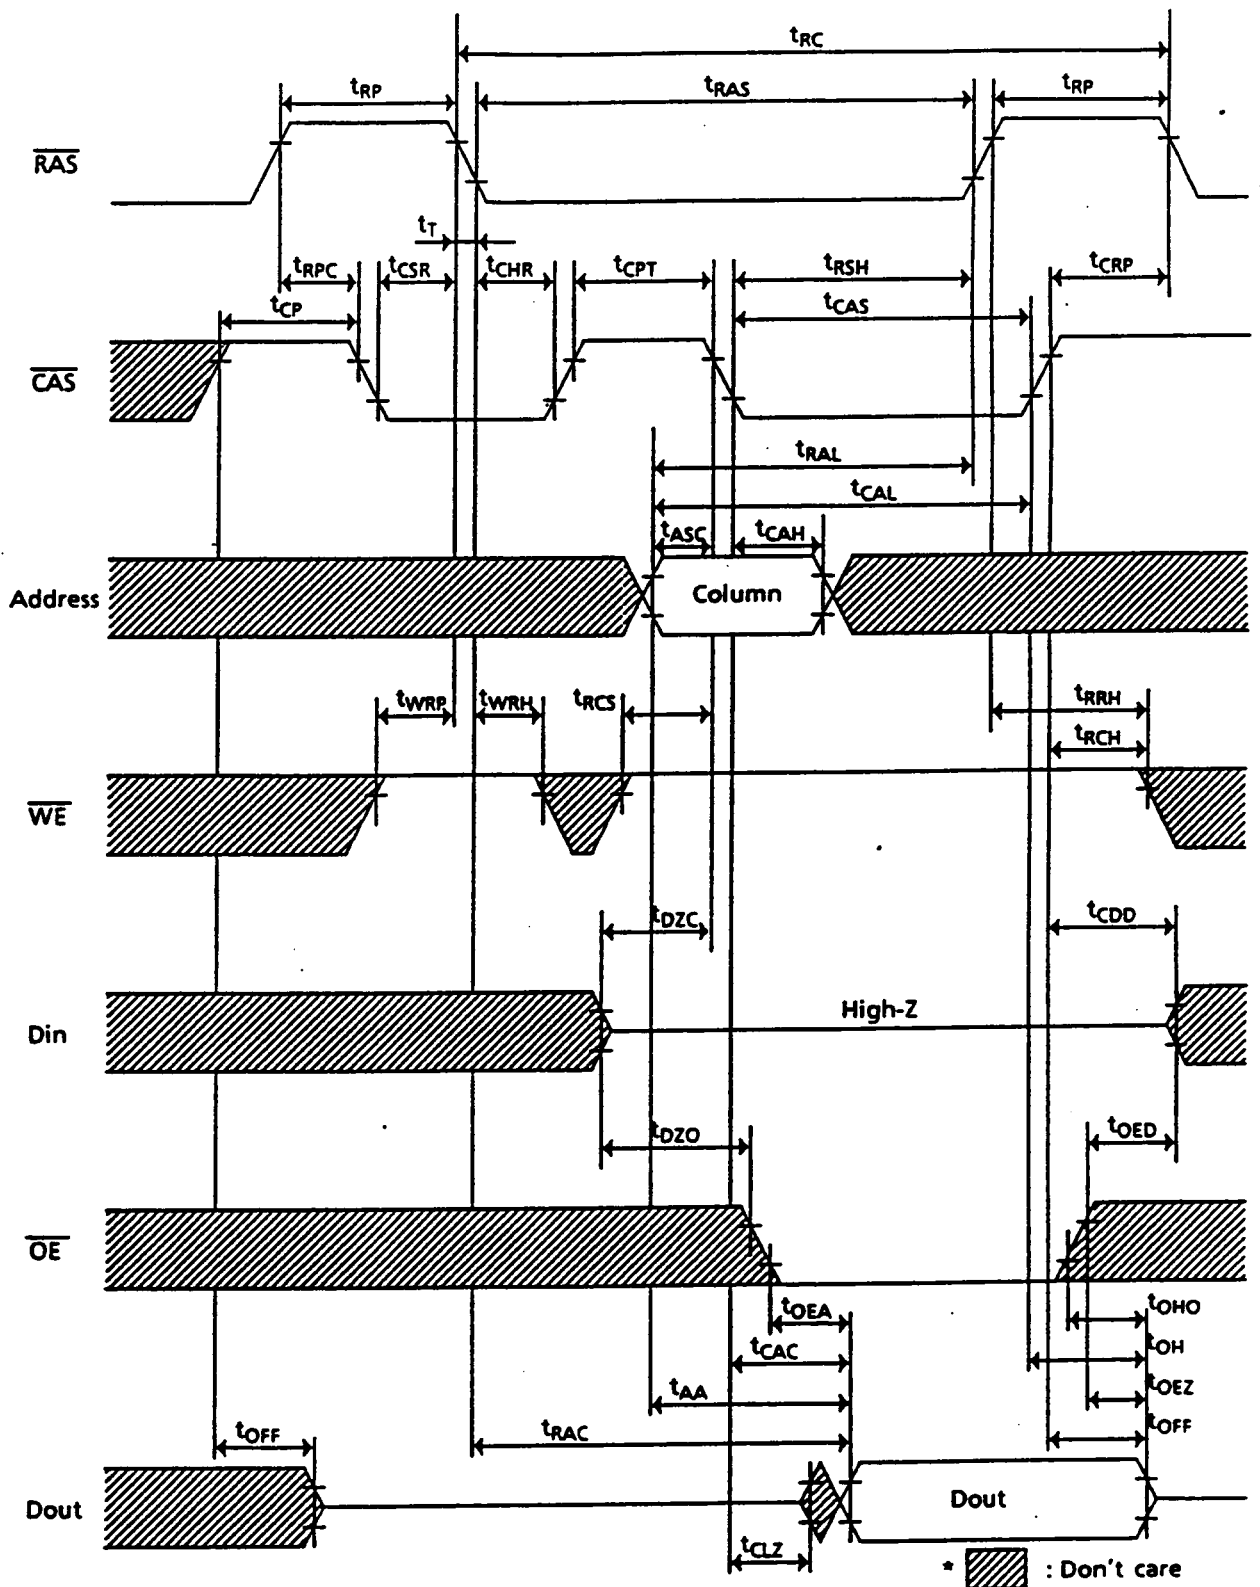 tRC
tRP tRAS tRP
RAS
tT
tRPC tCSR tCHR tCPT tRSH tCRP
tCP tCAS
CAS
tRAL
tCAL
tASC tCAH
Address Column
tWRP tWRH tRCS tRRH
tRCH
WE
tDZC tCDD
High-Z
Din
tDZO tOED
OE
tOEA tOHO
tCAC tOH
tAA tOEZ
tOFF tRAC tOFF
Dout Dout
tCLZ
* : Don't care